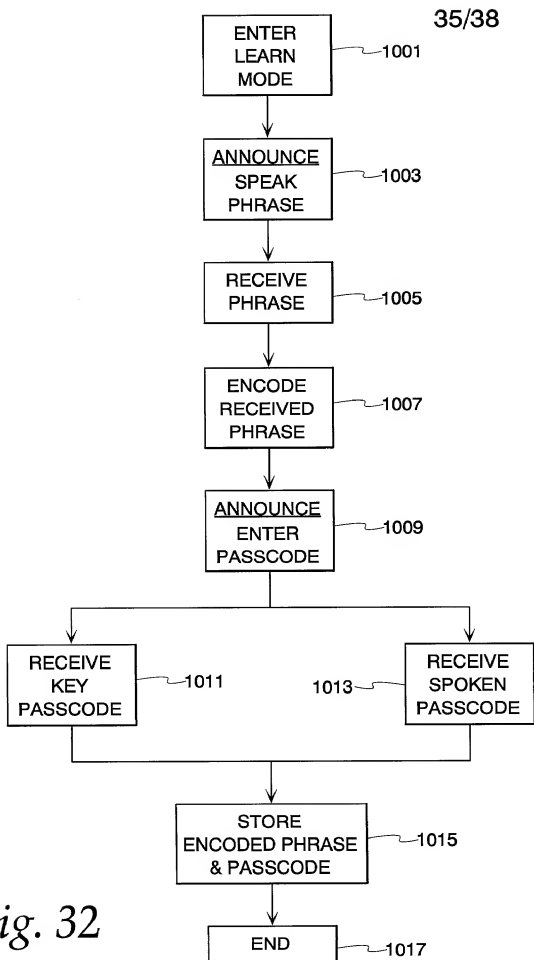 35/38
ENTER
LEARN
MODE
1001
ANNOUNCE
SPEAK
PHRASE
1003
RECEIVE
PHRASE
1005
ENCODE
RECEIVED
PHRASE
1007
ANNOUNCE
ENTER
PASSCODE
1009
RECEIVE
KEY
PASSCODE
1011
1013
RECEIVE
SPOKEN
PASSCODE
STORE
ENCODED PHRASE
& PASSCODE
1015
ig. 32
END
1017